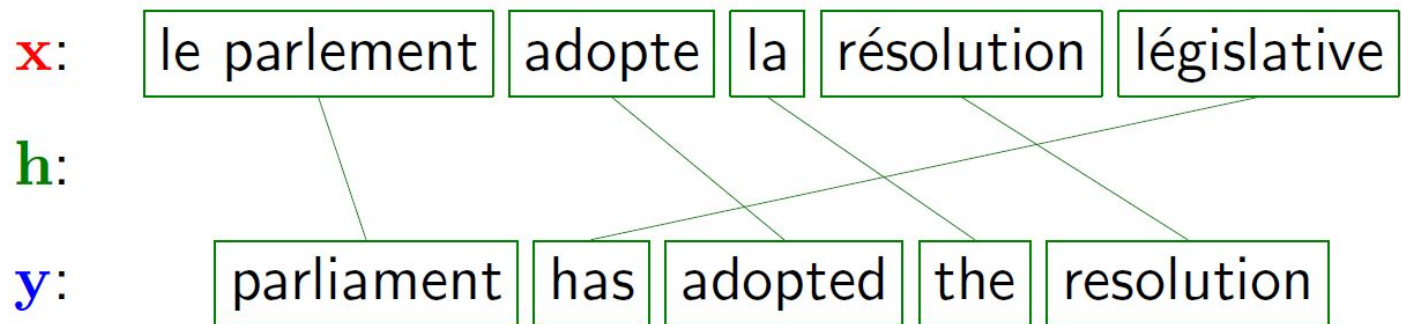 x: le parlement adopte la résolution législative
h:
y: parliament has adopted the resolution